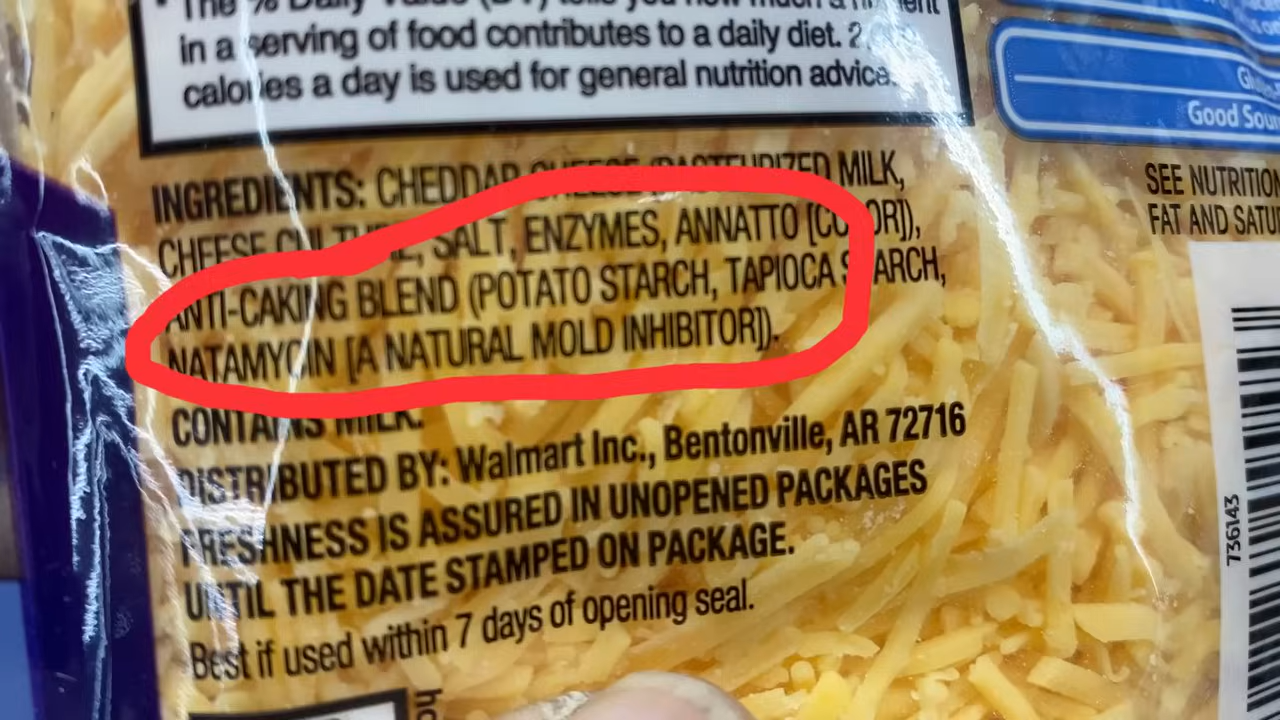 * The % Daily Value (DV) tells you how much a nutrient
in a serving of food contributes to a daily diet. 2
calories a day is used for general nutrition advice.
Good Sou
SEE NUTRITION
FAT AND SATU
INGREDIENTS: CHEDDAR CHEESE (PASTEURIZED MILK,
CHEESE CULTURE, SALT, ENZYMES, ANNATTO [COLOR]),
ANTI-CAKING BLEND (POTATO STARCH, TAPIOCA STARCH,
NATAMYCIN [A NATURAL MOLD INHIBITOR]).
CONTAINS MILK.
DISTRIBUTED BY: Walmart Inc., Bentonville, AR 72716
FRESHNESS IS ASSURED IN UNOPENED PACKAGES
UNTIL THE DATE STAMPED ON PACKAGE.
Best if used within 7 days of opening seal.
736143